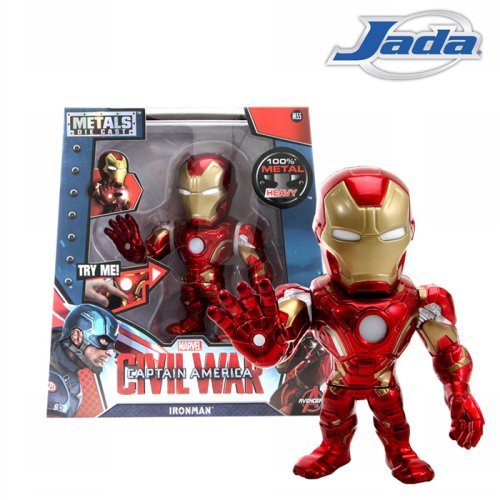 Jada
METALS
DIE CAST
M55
100%
METAL
HEAVY
TRY ME!
MARVEL
CIVIL WAR
CAPTAIN AMERICA
IRONMAN
AVENGERS